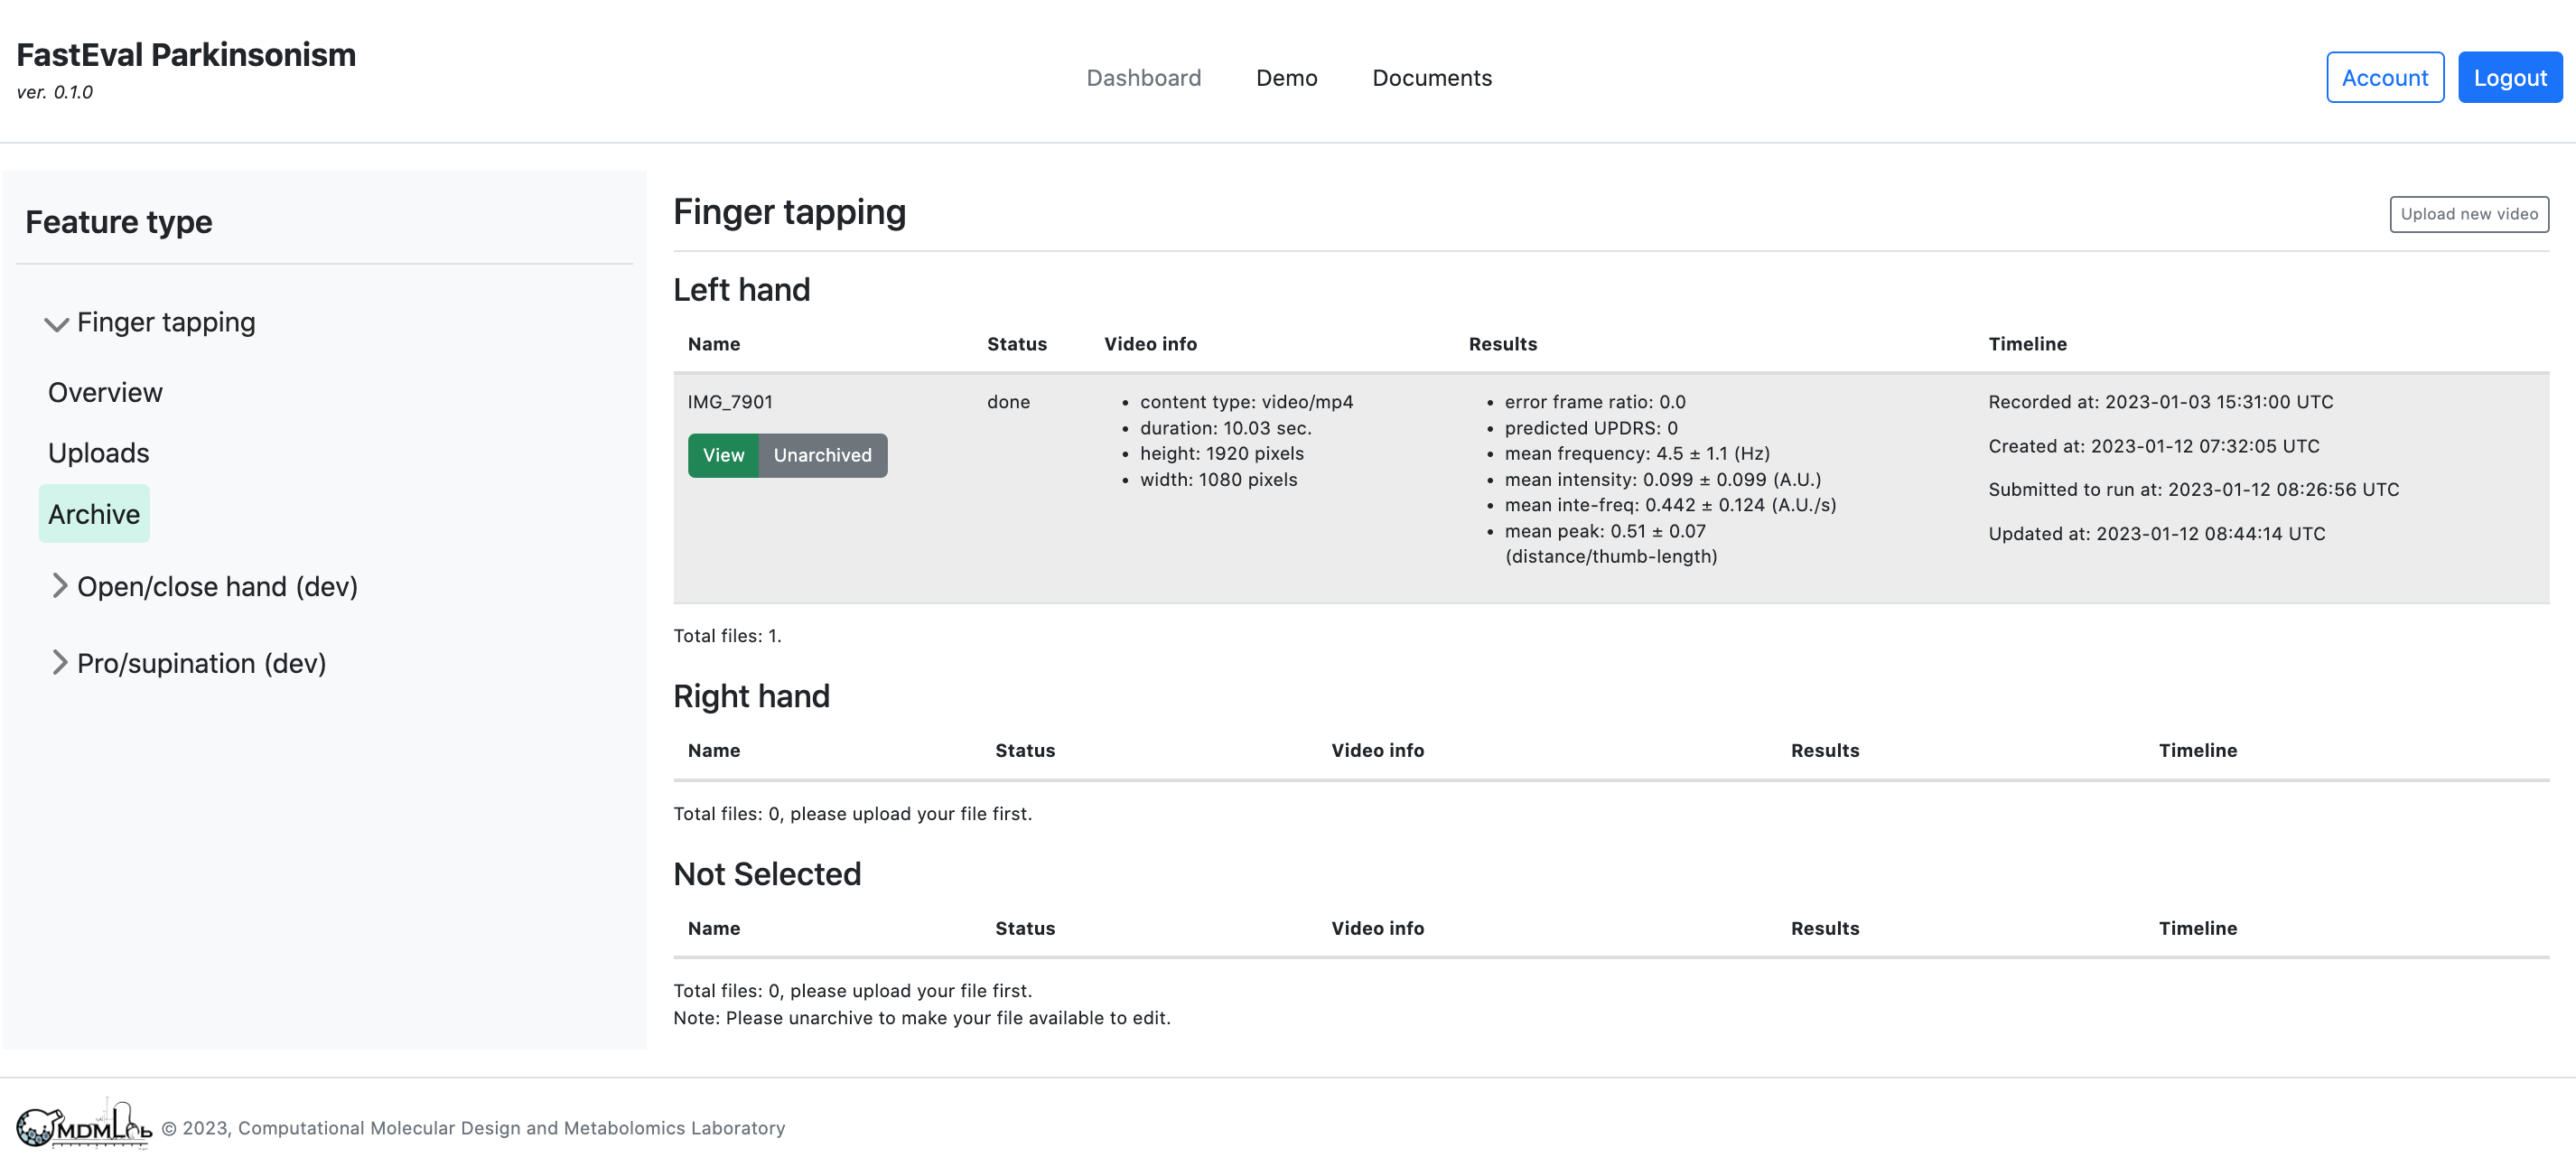 FastEval Parkinsonism
ver. 0.1.0
Dashboard Demo Documents
Account Logout
Feature type
Finger tapping
Overview
Uploads
Archive
Open/close hand (dev)
Pro/supination (dev)
Finger tapping
Upload new video
Left hand
Name Status Video info Results Timeline
IMG_7901
View Unarchived
done
• content type: video/mp4
• duration: 10.03 sec.
• height: 1920 pixels
• width: 1080 pixels
• error frame ratio: 0.0
• predicted UPDRS: 0
• mean frequency: 4.5 ± 1.1 (Hz)
• mean intensity: 0.099 ± 0.099 (A.U.)
• mean inte-freq: 0.442 ± 0.124 (A.U./s)
• mean peak: 0.51 ± 0.07
(distance/thumb-length)
Recorded at: 2023-01-03 15:31:00 UTC
Created at: 2023-01-12 07:32:05 UTC
Submitted to run at: 2023-01-12 08:26:56 UTC
Updated at: 2023-01-12 08:44:14 UTC
Total files: 1.
Right hand
Name Status Video info Results Timeline
Total files: 0, please upload your file first.
Not Selected
Name Status Video info Results Timeline
Total files: 0, please upload your file first.
Note: Please unarchive to make your file available to edit.
CMDMLab
© 2023, Computational Molecular Design and Metabolomics Laboratory